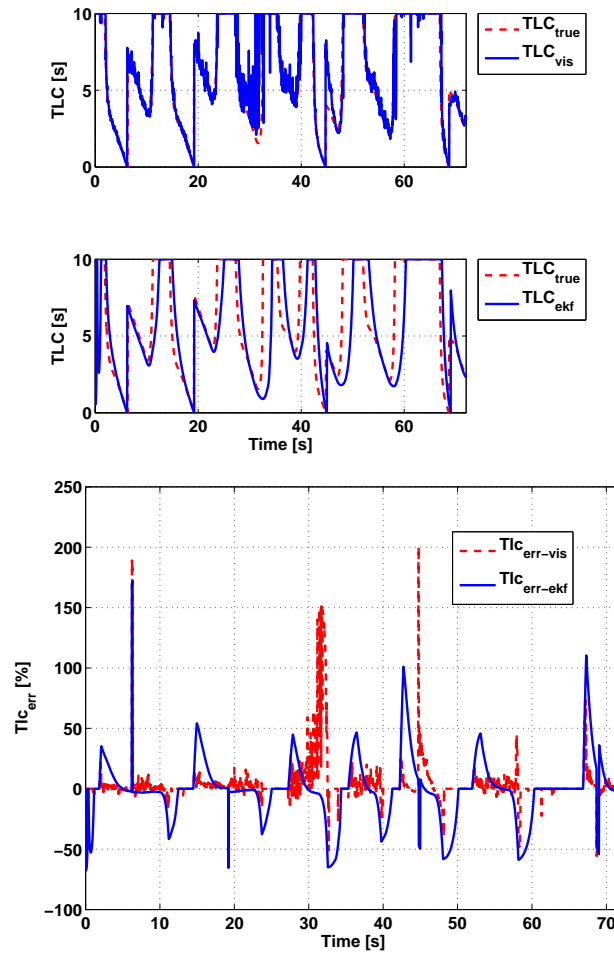 10
5
0
TLC [s]
0
20
40
60
TLC_true
TLC_vis
10
5
0
TLC [s]
0
20
40
60
Time [s]
TLC_true
TLC_ekf
250
200
150
100
50
0
−50
−100
Tlc_err [%]
0
10
20
30
40
50
60
70
Time [s]
Tlc_err−vis
Tlc_err−ekf